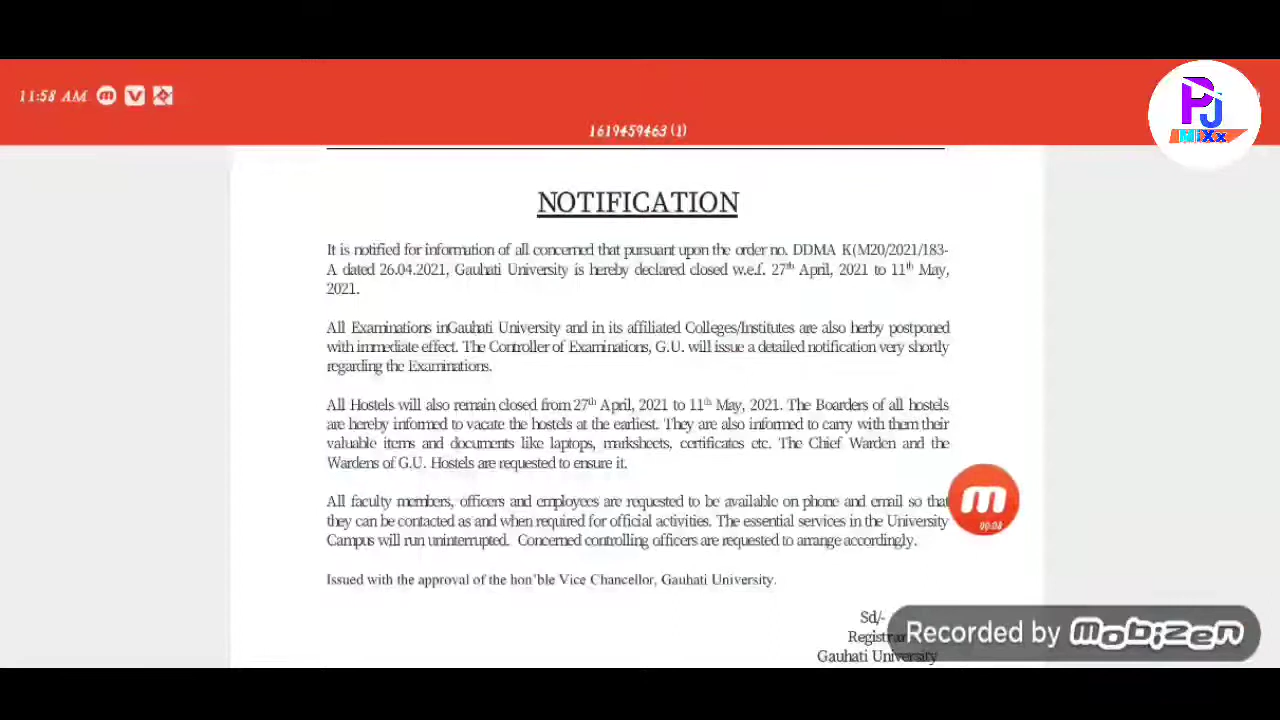 11:58 AM
1619459463 (1)
PJ
MiXx
NOTIFICATION
It is notified for information of all concerned that pursuant upon the order no. DDMA K(M20/2021/183-
A dated 26.04.2021, Gauhati University is hereby declared closed w.e.f. 27th April, 2021 to 11th May,
2021.
All Examinations inGauhati University and in its affiliated Colleges/Institutes are also herby postponed
with immediate effect. The Controller of Examinations, G.U. will issue a detailed notification very shortly
regarding the Examinations.
All Hostels will also remain closed from 27th April, 2021 to 11th May, 2021. The Boarders of all hostels
are hereby informed to vacate the hostels at the earliest. They are also informed to carry with them their
valuable items and documents like laptops, marksheets, certificates etc. The Chief Warden and the
Wardens of G.U. Hostels are requested to ensure it.
All faculty members, officers and employees are requested to be available on phone and email so that
they can be contacted as and when required for official activities. The essential services in the University
Campus will run uninterrupted. Concerned controlling officers are requested to arrange accordingly.
Issued with the approval of the hon'ble Vice Chancellor, Gauhati University.
00:08
Sd/-
Registrar
Gauhati University
Recorded by mobizen